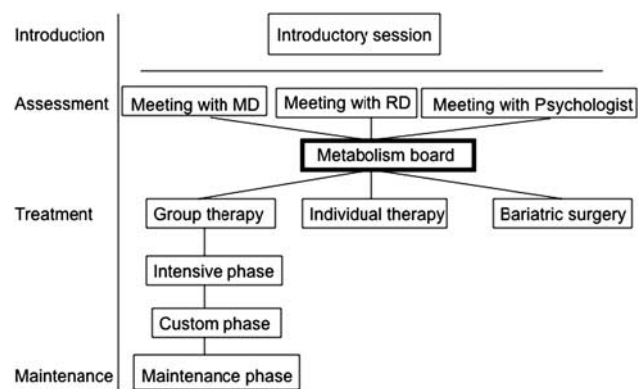 Introduction
Introductory session
Assessment
Meeting with MD
Meeting with RD
Meeting with Psychologist
Metabolism board
Treatment
Group therapy
Individual therapy
Bariatric surgery
Intensive phase
Custom phase
Maintenance
Maintenance phase